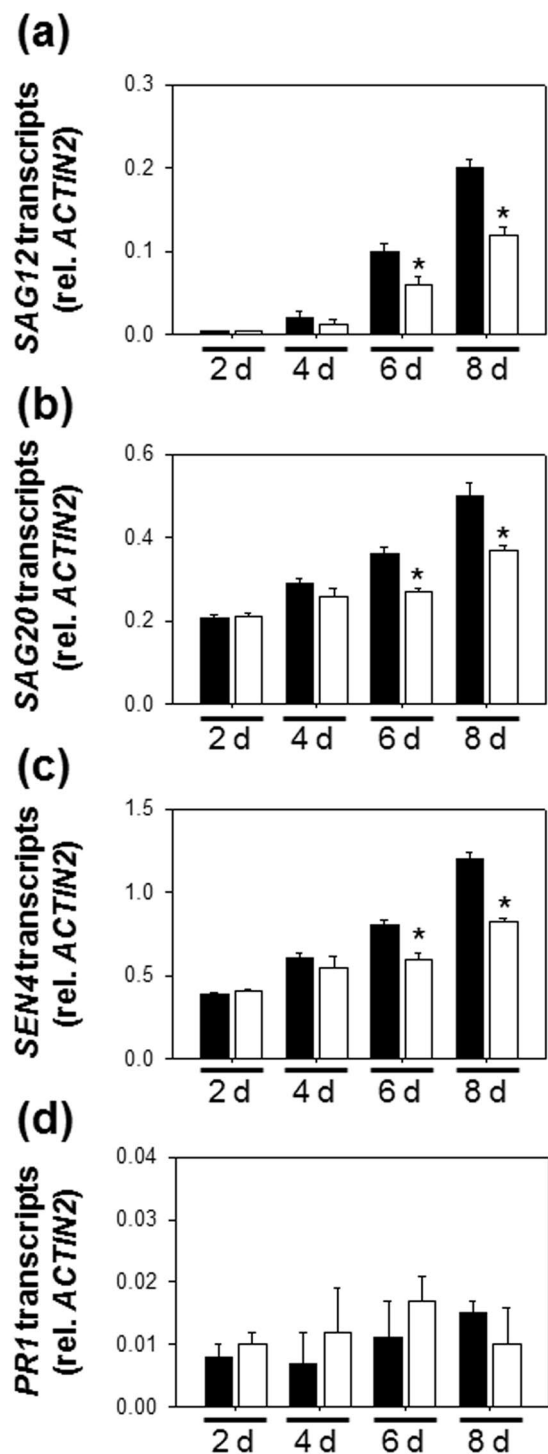 (a)
SAG12 transcripts
(rel. ACTIN2)
0.3
0.2
0.1
0.0
*
*
2 d 4 d 6 d 8 d
(b)
SAG20 transcripts
(rel. ACTIN2)
0.6
0.4
0.2
0.0
*
*
2 d 4 d 6 d 8 d
(c)
SEN4 transcripts
(rel. ACTIN2)
1.5
1.0
0.5
0.0
*
*
2 d 4 d 6 d 8 d
(d)
PR1 transcripts
(rel. ACTIN2)
0.04
0.03
0.02
0.01
0.00
2 d 4 d 6 d 8 d